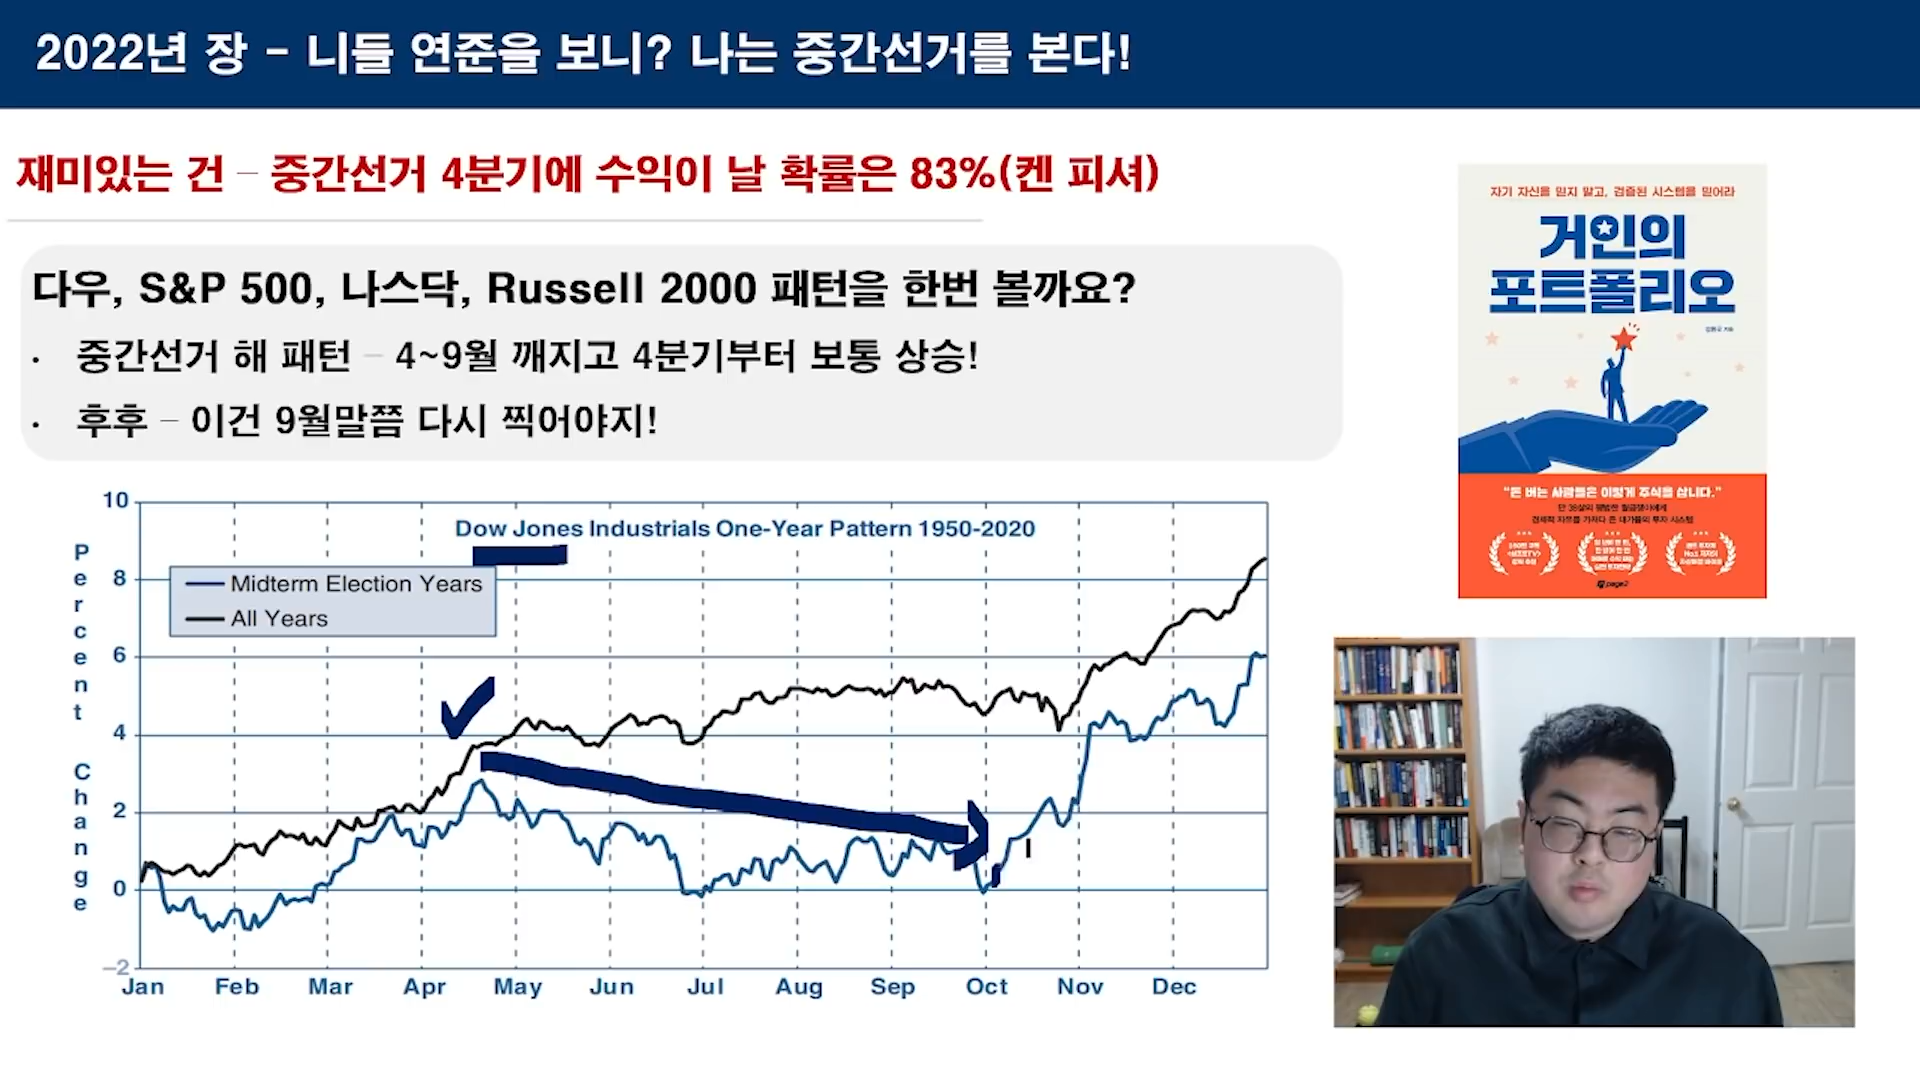 2022년 장 - 니들 연준을 보니? 나는 중간선거를 본다!
재미있는 건 – 중간선거 4분기에 수익이 날 확률은 83%(켄 피셔)
다우, S&P 500, 나스닥, Russell 2000 패턴을 한번 볼까요?
· 중간선거 해 패턴 – 4~9월 깨지고 4분기부터 보통 상승!
· 후후 – 이건 9월말쯤 다시 찍어야지!
Dow Jones Industrials One-Year Pattern 1950-2020
Midterm Election Years
All Years
Percent Change
10
8
6
4
2
0
–2
Jan Feb Mar Apr May Jun Jul Aug Sep Oct Nov Dec
자기 자신을 믿지 말고, 검증된 시스템을 믿어라
거인의
포트폴리오
"돈 버는 사람들은 이렇게 주식을 삽니다."
page2